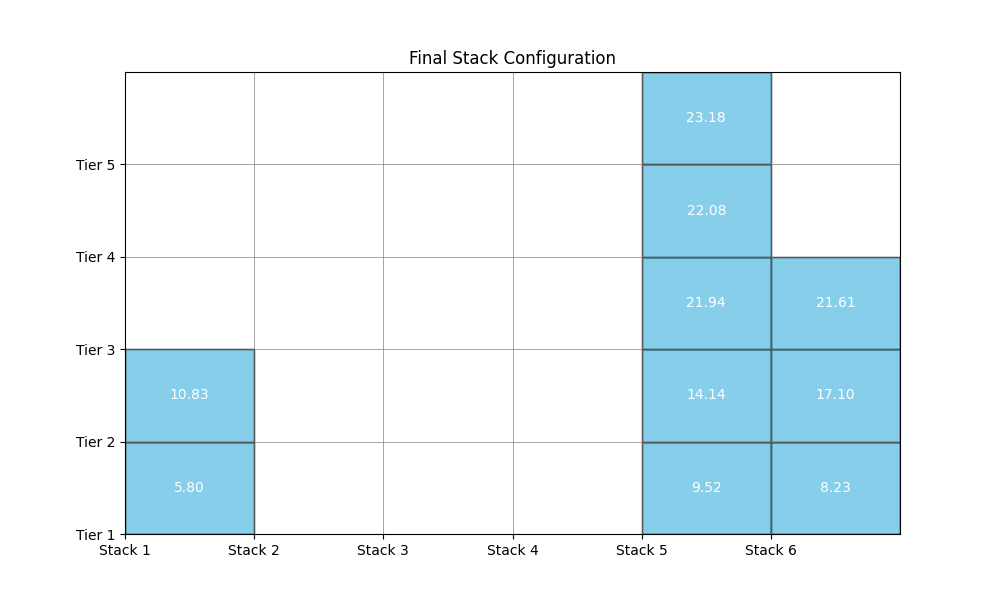 Final Stack Configuration
23.18
Tier 5
22.08
Tier 4
21.94 21.61
Tier 3
10.83 14.14 17.10
Tier 2
5.80 9.52 8.23
Tier 1
Stack 1 Stack 2 Stack 3 Stack 4 Stack 5 Stack 6